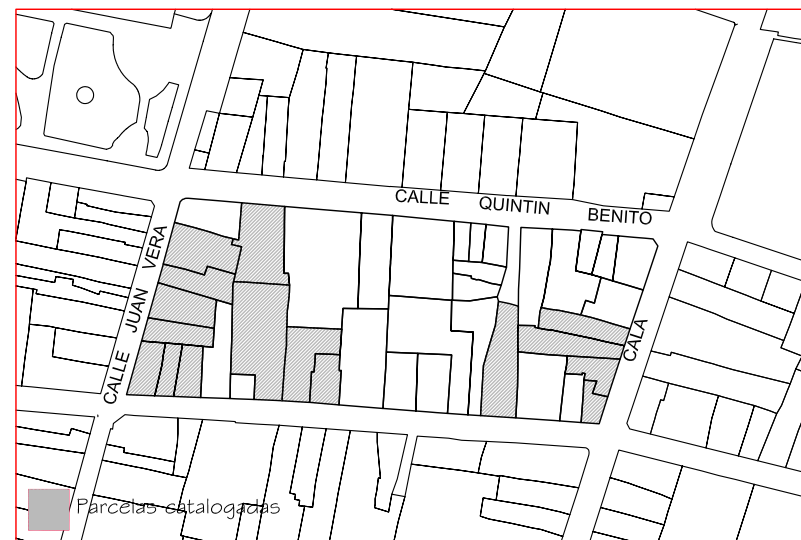 CALLE QUINTIN BENITO
CALLE JUAN VERA
CALA
Parcelas catalogadas